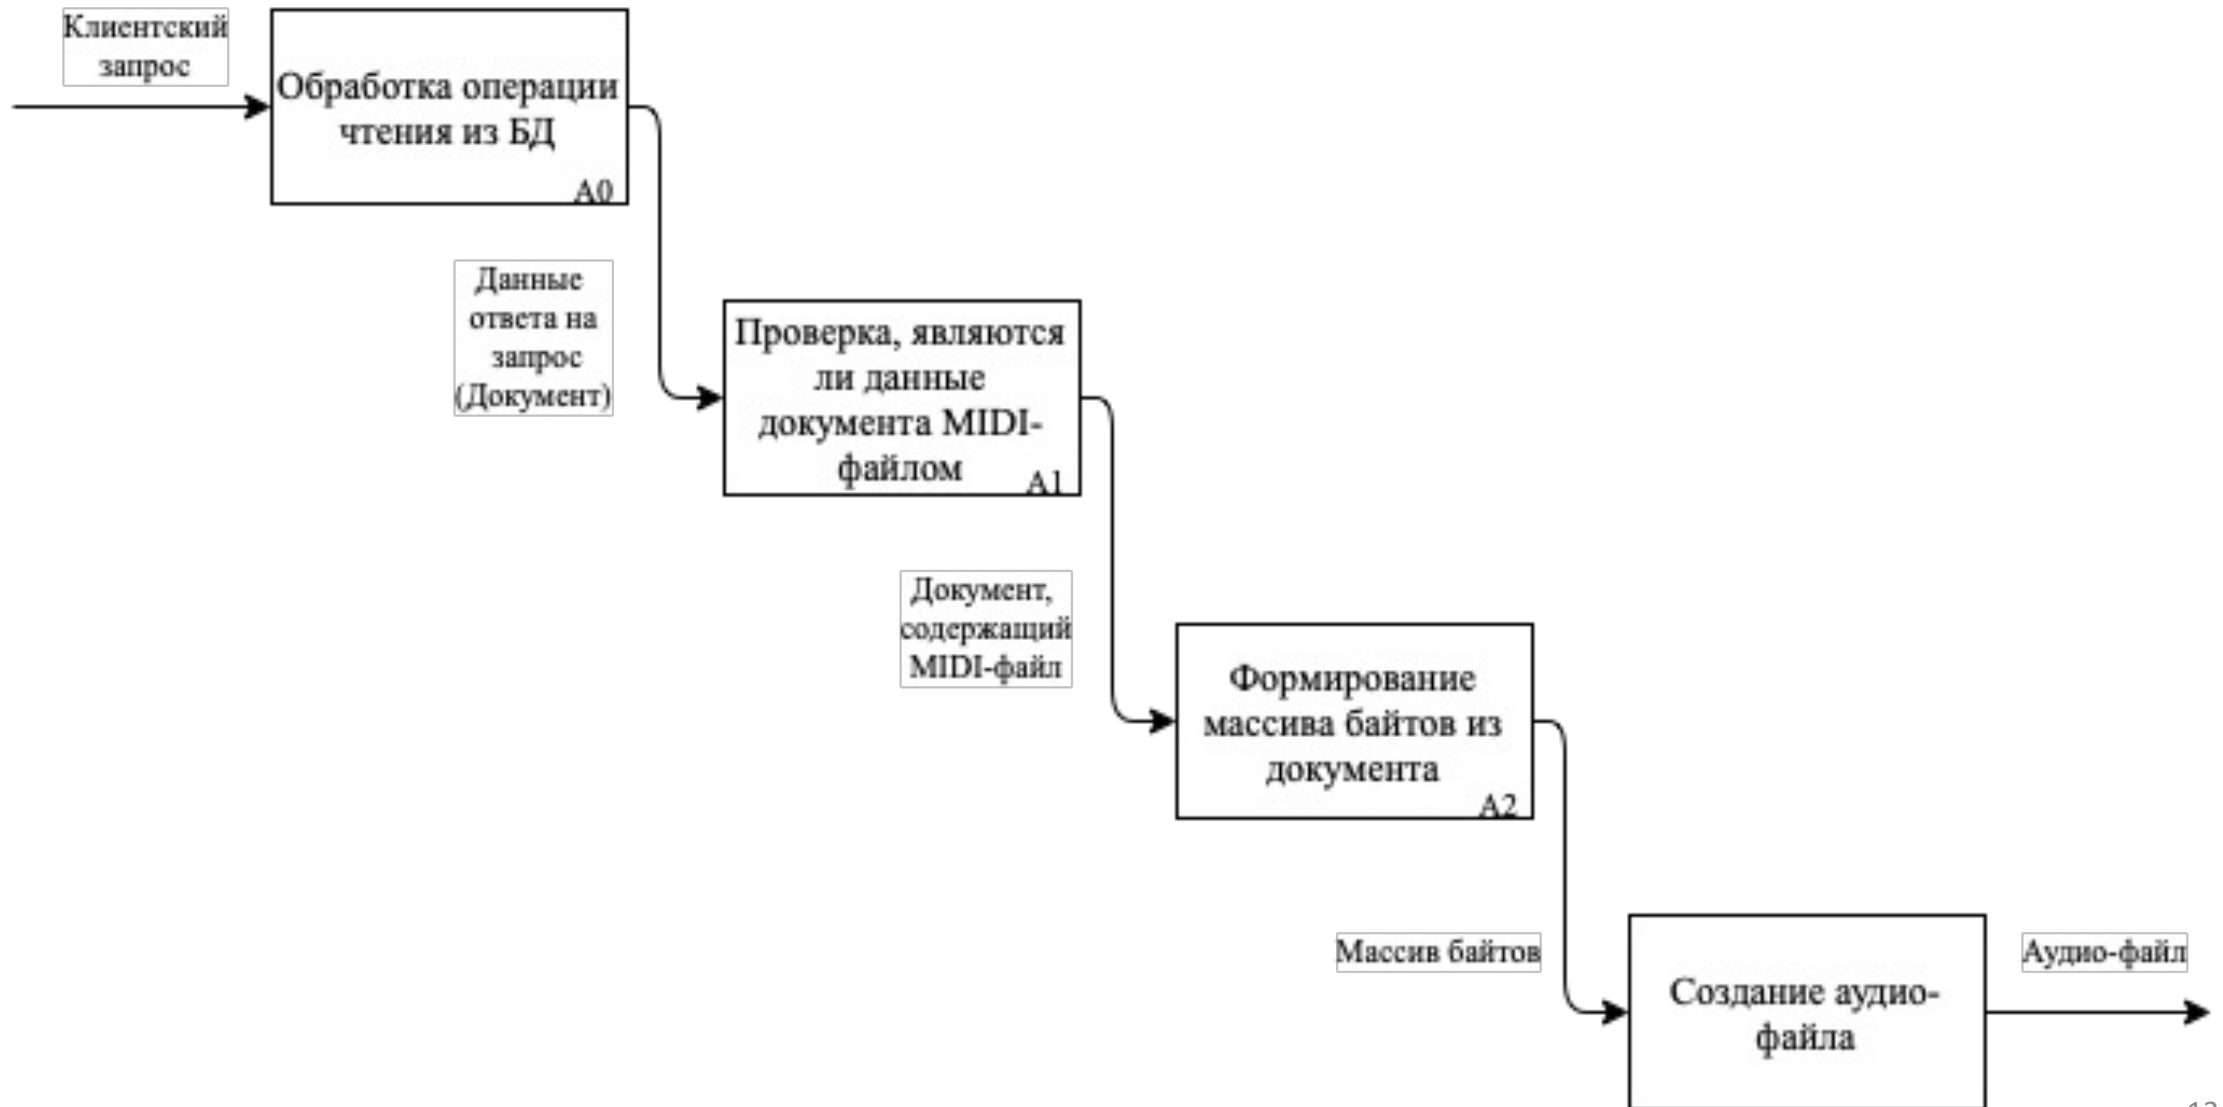 Клиентский
запрос
Обработка операции
чтения из БД
A0
Данные
ответа на
запрос
(Документ)
Проверка, являются
ли данные
документа MIDI-
файлом
A1
Документ,
содержащий
MIDI-файл
Формирование
массива байтов из
документа
A2
Массив байтов
Создание аудио-
файла
Аудио-файл